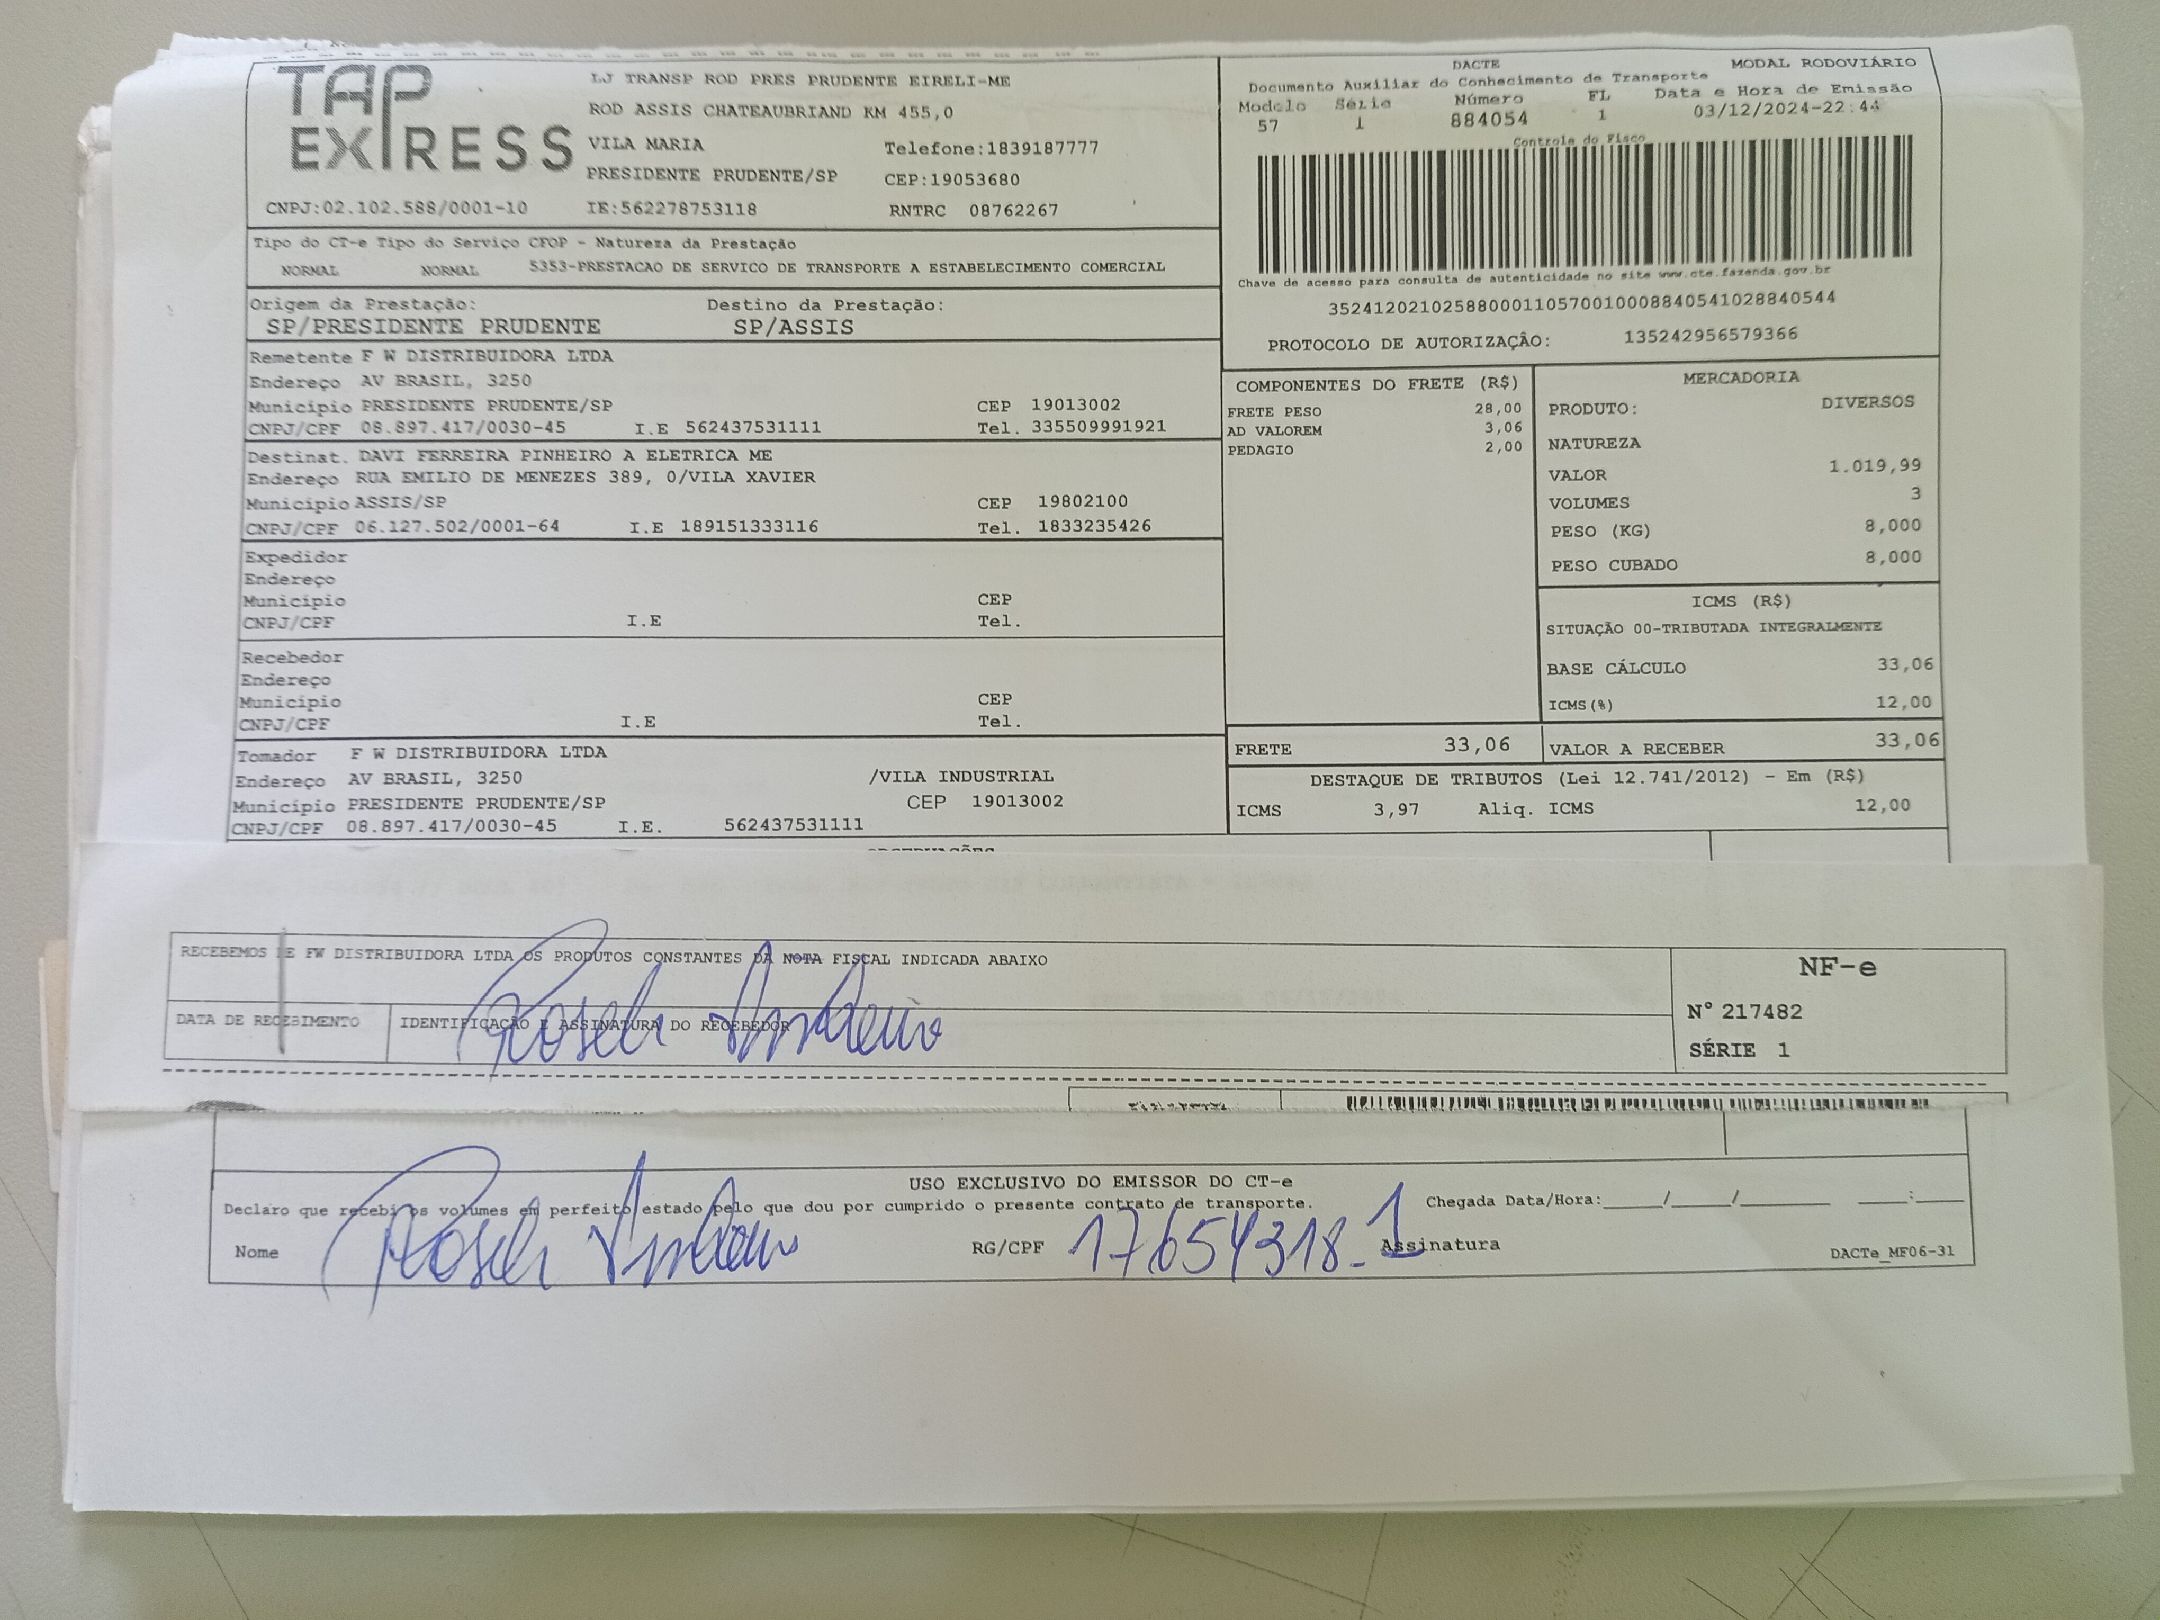 TAP EXPRESS
LJ TRANSP ROD PRES PRUDENTE EIRELI-ME
ROD ASSIS CHATEAUBRIAND KM 455,0
VILA MARIA Telefone:1839187777
PRESIDENTE PRUDENTE/SP CEP:19053680
CNPJ:02.102.588/0001-10 IE:562278753118 RNTRC 08762267
DACTE MODAL RODOVIÁRIO
Documento Auxiliar do Conhecimento de Transporte
Modelo Série Número FL Data e Hora de Emissão
57 1 884054 1 03/12/2024-22:44
Controle do Fisco
Chave de acesso para consulta de autenticidade no site www.cte.fazenda.gov.br
35241202102588000110570010008840541028840544
PROTOCOLO DE AUTORIZAÇÂO: 135242956579366
Tipo do CT-e Tipo do Serviço CFOP - Natureza da Prestação
NORMAL NORMAL 5353-PRESTACAO DE SERVICO DE TRANSPORTE A ESTABELECIMENTO COMERCIAL
Origem da Prestação: Destino da Prestação:
SP/PRESIDENTE PRUDENTE SP/ASSIS
Remetente F W DISTRIBUIDORA LTDA
Endereço AV BRASIL, 3250
Município PRESIDENTE PRUDENTE/SP CEP 19013002
CNPJ/CPF 08.897.417/0030-45 I.E 562437531111 Tel. 335509991921
Destinat. DAVI FERREIRA PINHEIRO A ELETRICA ME
Endereço RUA EMILIO DE MENEZES 389, 0/VILA XAVIER
Município ASSIS/SP CEP 19802100
CNPJ/CPF 06.127.502/0001-64 I.E 189151333116 Tel. 1833235426
Expedidor
Endereço
Município CEP
CNPJ/CPF I.E Tel.
Recebedor
Endereço
Município CEP
CNPJ/CPF I.E Tel.
Tomador F W DISTRIBUIDORA LTDA
Endereço AV BRASIL, 3250 /VILA INDUSTRIAL
Município PRESIDENTE PRUDENTE/SP CEP 19013002
CNPJ/CPF 08.897.417/0030-45 I.E. 562437531111
COMPONENTES DO FRETE (R$)
FRETE PESO 28,00
AD VALOREM 3,06
PEDAGIO 2,00
MERCADORIA
PRODUTO: DIVERSOS
NATUREZA
VALOR 1.019,99
VOLUMES 3
PESO (KG) 8,000
PESO CUBADO 8,000
ICMS (R$)
SITUAÇÃO 00-TRIBUTADA INTEGRALMENTE
BASE CÁLCULO 33,06
ICMS(%) 12,00
FRETE 33,06 VALOR A RECEBER 33,06
DESTAQUE DE TRIBUTOS (Lei 12.741/2012) - Em (R$)
ICMS 3,97 Aliq. ICMS 12,00
RECEBEMOS DE FW DISTRIBUIDORA LTDA OS PRODUTOS CONSTANTES DA NOTA FISCAL INDICADA ABAIXO
DATA DE RECEBIMENTO IDENTIFICAÇÃO E ASSINATURA DO RECEBEDOR
NF-e
N° 217482
SÉRIE 1
USO EXCLUSIVO DO EMISSOR DO CT-e
Declaro que recebi os volumes em perfeito estado pelo que dou por cumprido o presente contrato de transporte. Chegada Data/Hora:____/____/______ ____:____
Nome RG/CPF 17654318-1 Assinatura DACTe_MF06-31